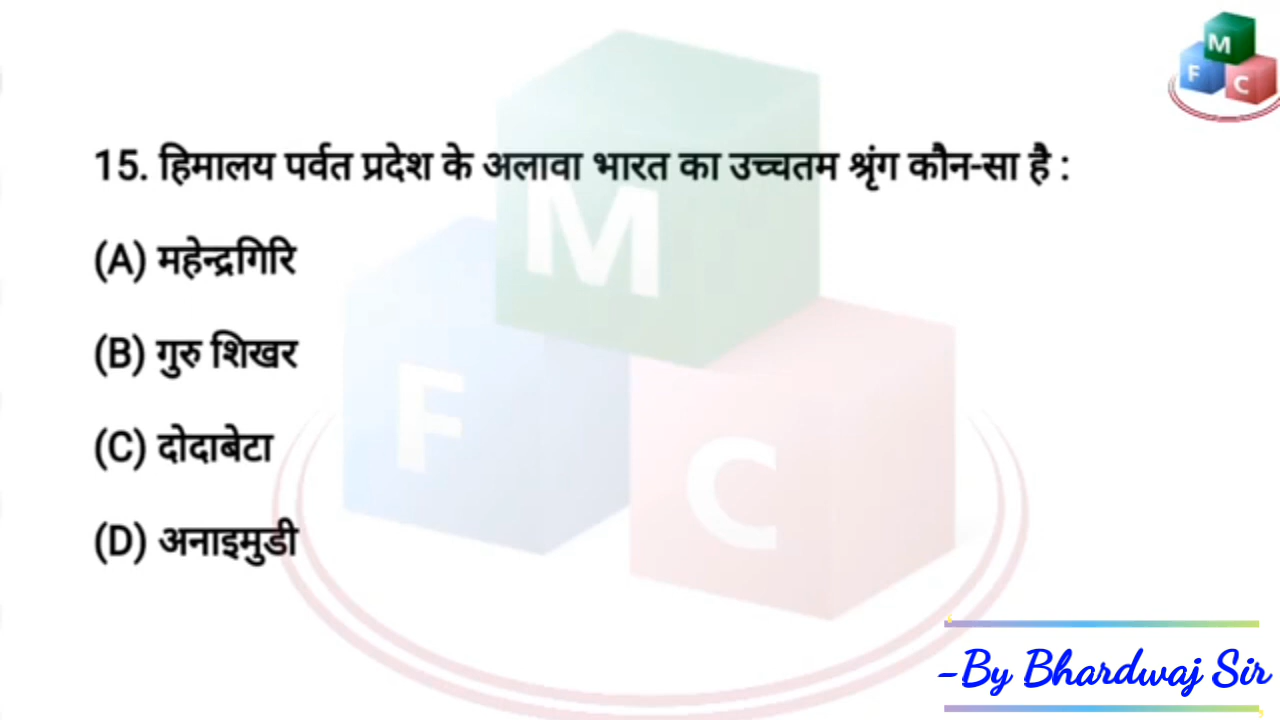 M
F C
15. हिमालय पर्वत प्रदेश के अलावा भारत का उच्चतम श्रृंग कौन-सा है :
(A) महेन्द्रगिरि
(B) गुरु शिखर
(C) दोदाबेटा
(D) अनाइमुडी
M
F
C
-By Bhardwaj Sir